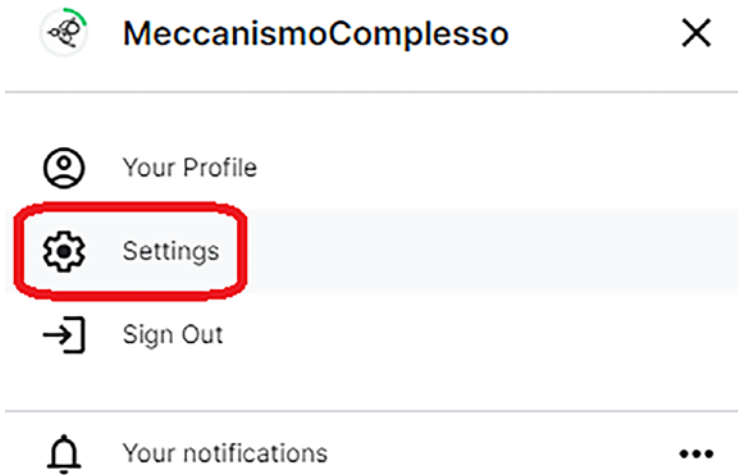 MeccanismoComplesso
Your Profile
Settings
Sign Out
Your notifications